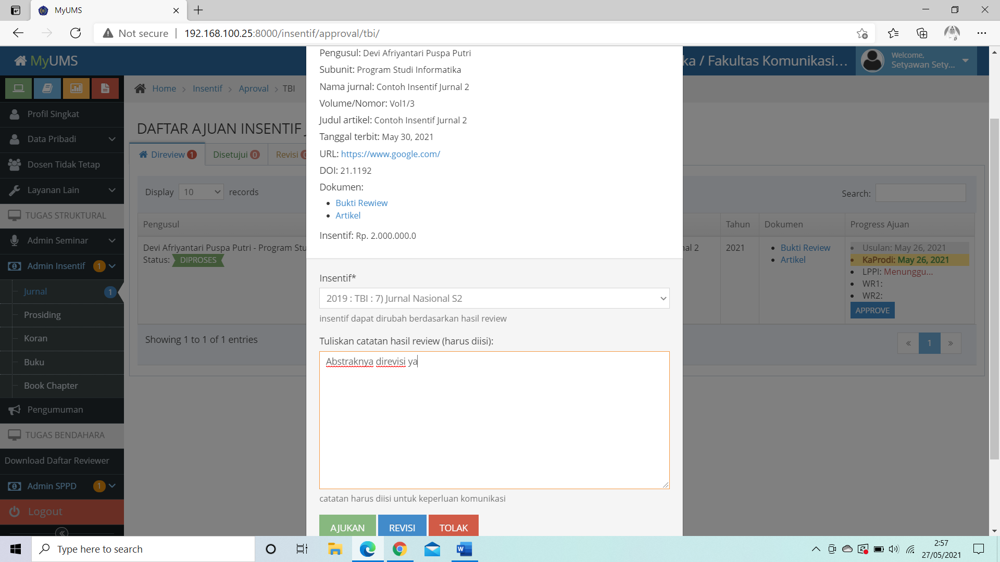 MyUMS
Not secure
192.168.100.25:8000/insentif/approval/tbi/
MyUMS
ka / Fakultas Komunikasi...
Welcome,
Setyawan Sety...
Home
Insentif
Aproval
TBI
Profil Singkat
Data Pribadi
Dosen Tidak Tetap
Layanan Lain
TUGAS STRUKTURAL
Admin Seminar
Admin Insentif 1
Jurnal 1
Prosiding
Koran
Buku
Book Chapter
Pengumuman
TUGAS BENDAHARA
Download Daftar Reviewer
Admin SPPD 1
Logout
DAFTAR AJUAN INSENTIF
Direview 1
Disetujui 0
Revisi
Display 10 records
Search:
Pengusul
Tahun
Dokumen
Progress Ajuan
Devi Afriyantari Puspa Putri - Program Stu
Status: DIPROSES
nal 2
2021
Bukti Review
Artikel
Usulan: May 26, 2021
KaProdi: May 26, 2021
LPPI: Menunggu...
WR1:
WR2:
APPROVE
Showing 1 to 1 of 1 entries
« 1 »
Pengusul: Devi Afriyantari Puspa Putri
Subunit: Program Studi Informatika
Nama jurnal: Contoh Insentif Jurnal 2
Volume/Nomor: Vol1/3
Judul artikel: Contoh Insentif Jurnal 2
Tanggal terbit: May 30, 2021
URL: https://www.google.com/
DOI: 21.1192
Dokumen:
Bukti Rewiew
Artikel
Insentif: Rp. 2.000.000.0
Insentif*
2019 : TBI : 7) Jurnal Nasional S2
insentif dapat dirubah berdasarkan hasil review
Tuliskan catatan hasil review (harus diisi):
Abstraknya direvisi ya
catatan harus diisi untuk keperluan komunikasi
AJUKAN
REVISI
TOLAK
Type here to search
2:57
27/05/2021